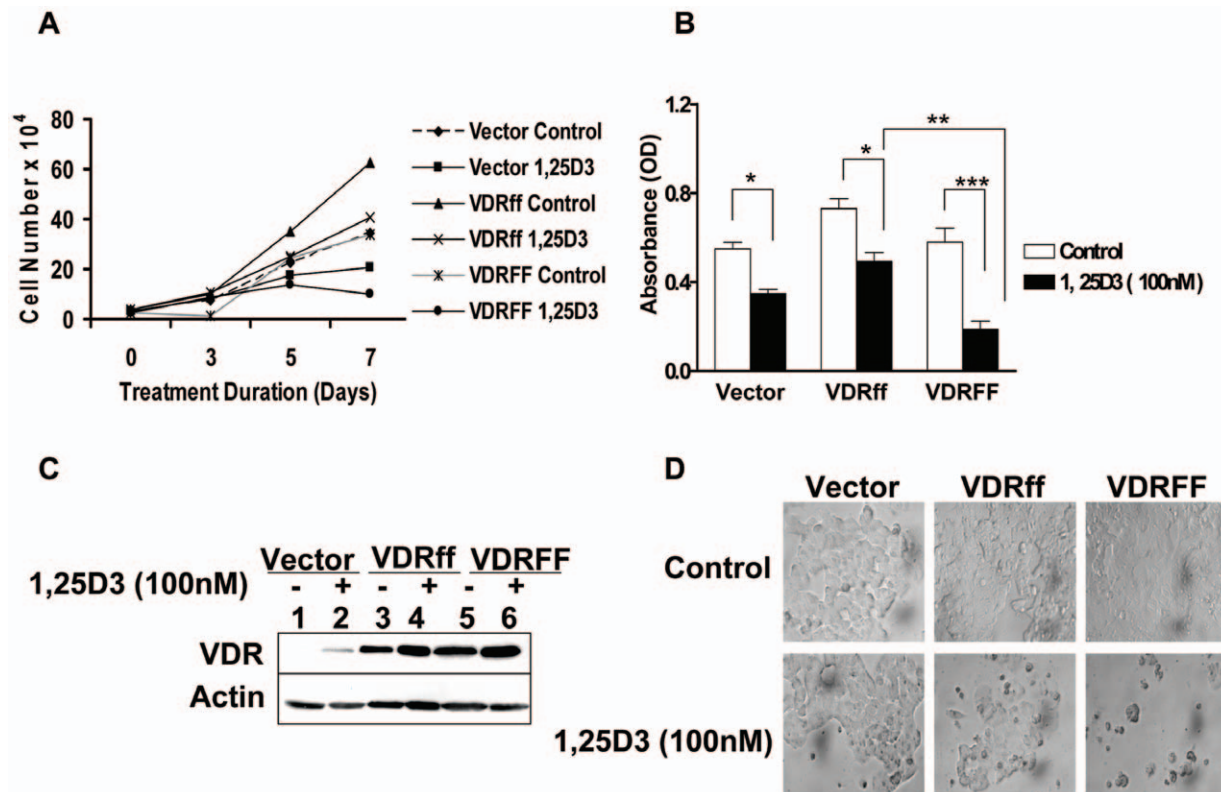 A
Cell Number x 10⁴
80
60
40
20
0
0 3 5 7
Treatment Duration (Days)
Vector Control
Vector 1,25D3
VDRff Control
VDRff 1,25D3
VDRFF Control
VDRFF 1,25D3
B
Absorbance (OD)
1.2
0.8
0.4
0.0
*
*
**
***
Vector VDRff VDRFF
Control
1, 25D3 ( 100nM)
C
Vector VDRff VDRFF
1,25D3 (100nM) - + - + - +
1 2 3 4 5 6
VDR
Actin
D
Vector VDRff VDRFF
Control
1,25D3 (100nM)